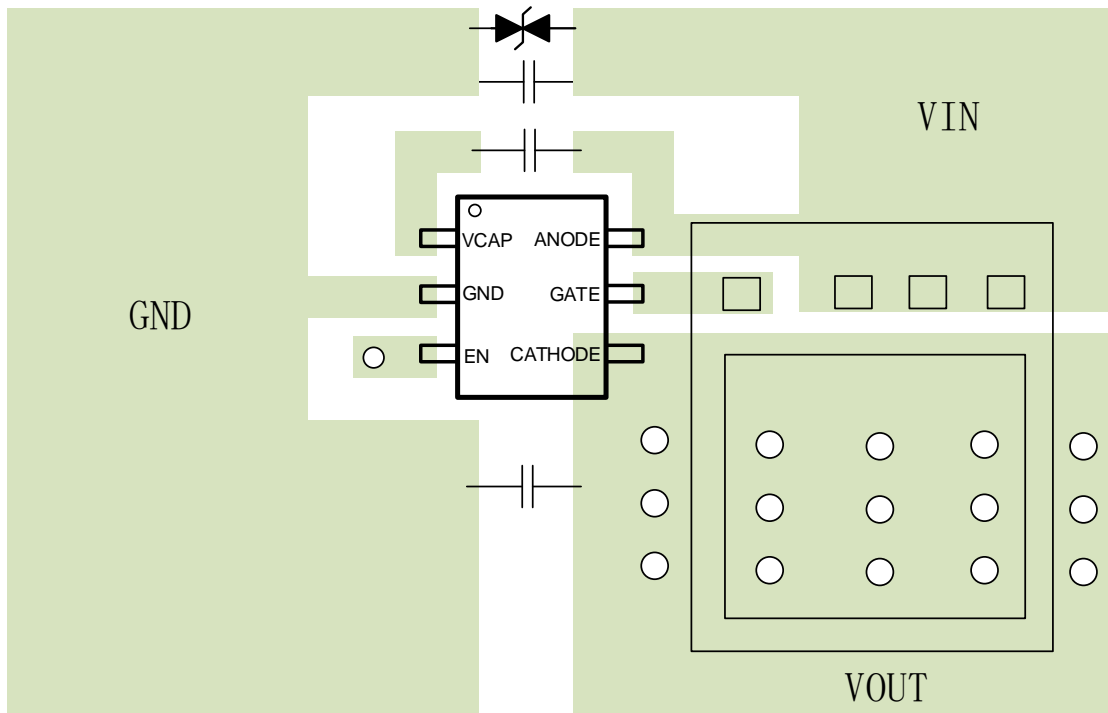 VIN
VCAP
ANODE
GND
GATE
GND
EN
CATHODE
VOUT